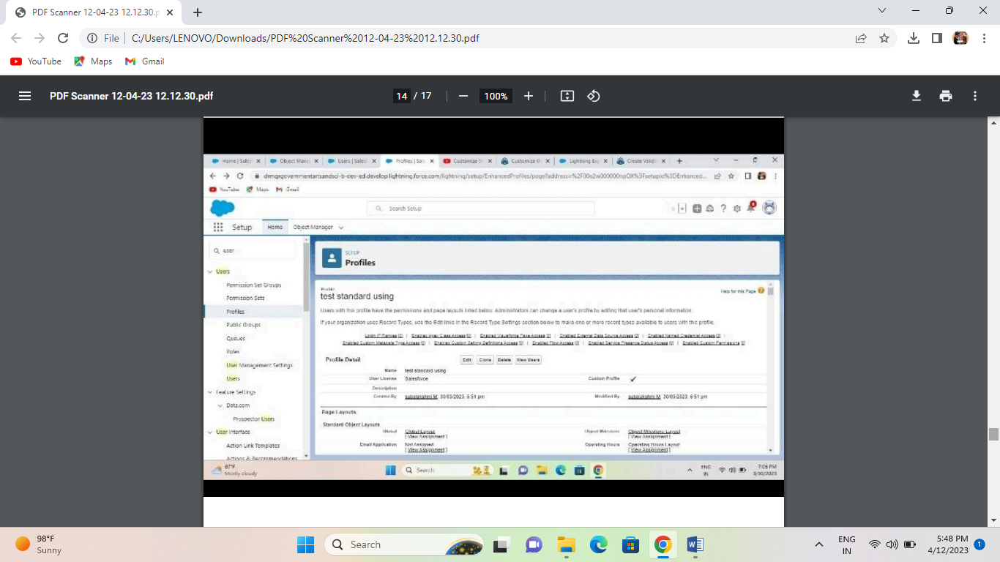 PDF Scanner 12-04-23 12.12.30.p
File C:/Users/LENOVO/Downloads/PDF%20Scanner%2012-04-23%2012.12.30.pdf
YouTube Maps Gmail
PDF Scanner 12-04-23 12.12.30.pdf 14 / 17 100%
Home | Sales Object Mana Users | Salesf Profiles | Sale Customize th Customize th Lightning Exp Create Valid
drmgrgovernmentartsandsci-b-dev-ed.develop.lightning.force.com/lightning/setup/EnhancedProfiles/page?address=%2F00e2w000000npOX%3Fsetupid%3DEnhanced...
YouTube Maps Gmail
Search Setup
Setup Home Object Manager
user
Users
Permission Set Groups
Permission Sets
Profiles
Public Groups
Queues
Roles
User Management Settings
Users
Feature Settings
Data.com
Prospector Users
User Interface
Action Link Templates
Actions & Recommendations
SETUP
Profiles
Profile
test standard using
Help for this Page
Users with this profile have the permissions and page layouts listed below. Administrators can change a user's profile by editing that user's personal information.
If your organization uses Record Types, use the Edit links in the Record Type Settings section below to make one or more record types available to users with this profile.
Login IP Ranges [0] | Enabled Apex Class Access [0] | Enabled Visualforce Page Access [0] | Enabled External Data Source Access [0] | Enabled Named Credential Access [0] |
Enabled Custom Metadata Type Access [0] | Enabled Custom Setting Definitions Access [0] | Enabled Flow Access [0] | Enabled Service Presence Status Access [0] | Enabled Custom Permissions [0]
Profile Detail Edit Clone Delete View Users
Name test standard using
User License Salesforce Custom Profile ✓
Description
Created By subalakshmi M, 30/03/2023, 6:51 pm Modified By subalakshmi M, 30/03/2023, 6:51 pm
Page Layouts
Standard Object Layouts
Global Global Layout Object Milestone Object Milestone Layout
[ View Assignment ] [ View Assignment ]
Email Application Not Assigned Operating Hours Operating Hours Layout
[ View Assignment ] [ View Assignment ]
87°F
Mostly cloudy
Search
ENG
IN
7:08 PM
3/30/2023
98°F
Sunny
Search
ENG
IN
5:48 PM
4/12/2023
1